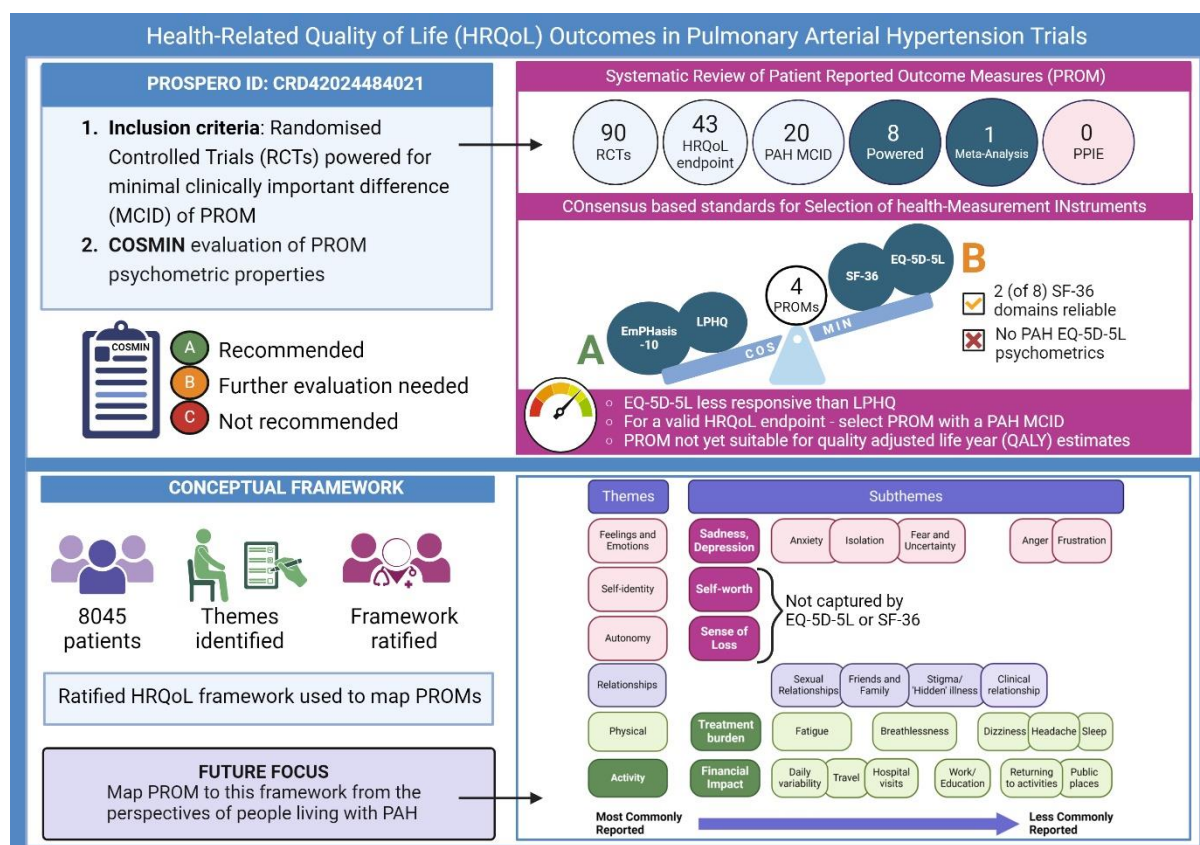 Health-Related Quality of Life (HRQoL) Outcomes in Pulmonary Arterial Hypertension Trials
PROSPERO ID: CRD42024484021
1. Inclusion criteria: Randomised
Controlled Trials (RCTs) powered for
minimal clinically important difference
(MCID) of PROM
2. COSMIN evaluation of PROM
psychometric properties
COSMIN
A Recommended
B Further evaluation needed
C Not recommended
Systematic Review of Patient Reported Outcome Measures (PROM)
90
RCTs
43
HRQoL
endpoint
20
PAH MCID
8
Powered
1
Meta-Analysis
0
PPIE
COnsensus based standards for Selection of health-Measurement INstruments
A
EmPHasis
-10
LPHQ
4
PROMs
SF-36
EQ-5D-5L
B
COS
MIN
2 (of 8) SF-36
domains reliable
No PAH EQ-5D-5L
psychometrics
○ EQ-5D-5L less responsive than LPHQ
○ For a valid HRQoL endpoint - select PROM with a PAH MCID
○ PROM not yet suitable for quality adjusted life year (QALY) estimates
CONCEPTUAL FRAMEWORK
8045
patients
Themes
identified
Framework
ratified
Ratified HRQoL framework used to map PROMs
FUTURE FOCUS
Map PROM to this framework from the
perspectives of people living with PAH
Themes
Subthemes
Feelings and
Emotions
Sadness,
Depression
Anxiety
Isolation
Fear and
Uncertainty
Anger
Frustration
Self-identity
Self-worth
Autonomy
Sense of
Loss
Not captured by
EQ-5D-5L or SF-36
Relationships
Sexual
Relationships
Friends and
Family
Stigma/
'Hidden' illness
Clinical
relationship
Physical
Treatment
burden
Fatigue
Breathlessness
Dizziness
Headache
Sleep
Activity
Financial
Impact
Daily
variability
Travel
Hospital
visits
Work/
Education
Returning
to activities
Public
places
Most Commonly
Reported
Less Commonly
Reported